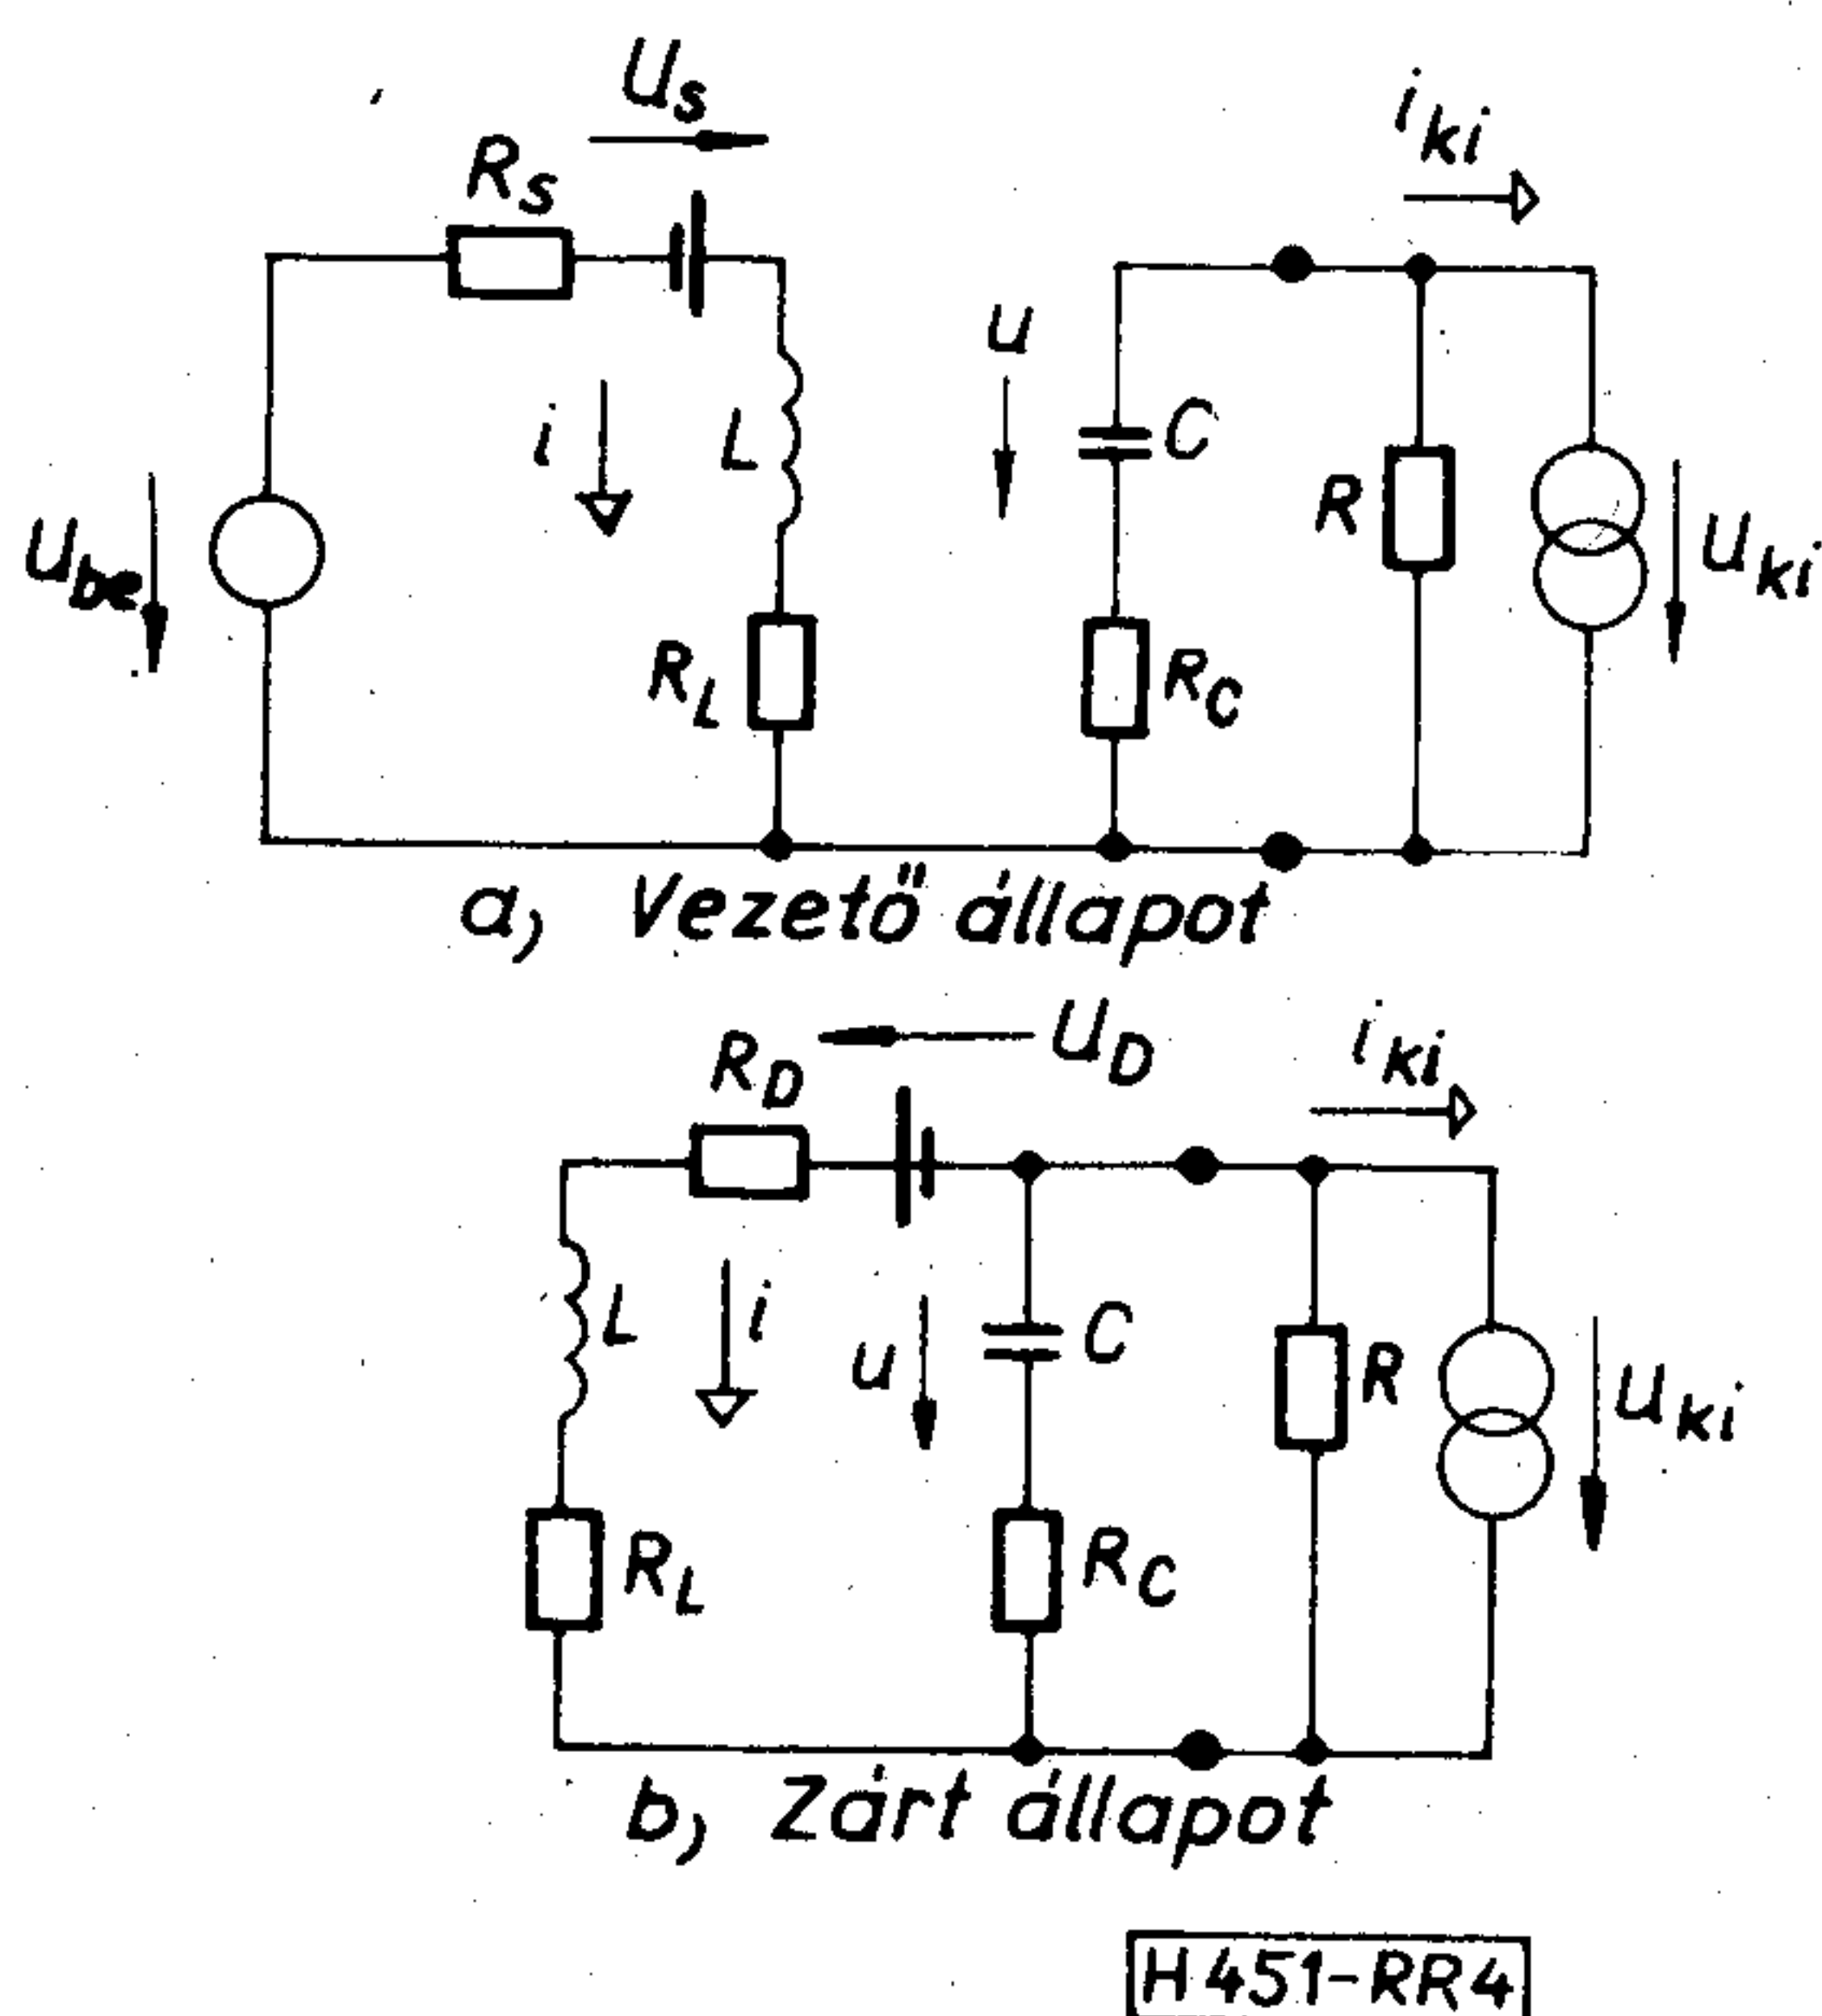 U_s
R_s
i_ki
u
i
L
C
R
U_be
U_ki
R_L
R_C
a, Vezető állapot
R_D
U_D
i_ki
L
i
u
C
R
U_ki
R_L
R_C
b, Zárt állapot
H451-RR4